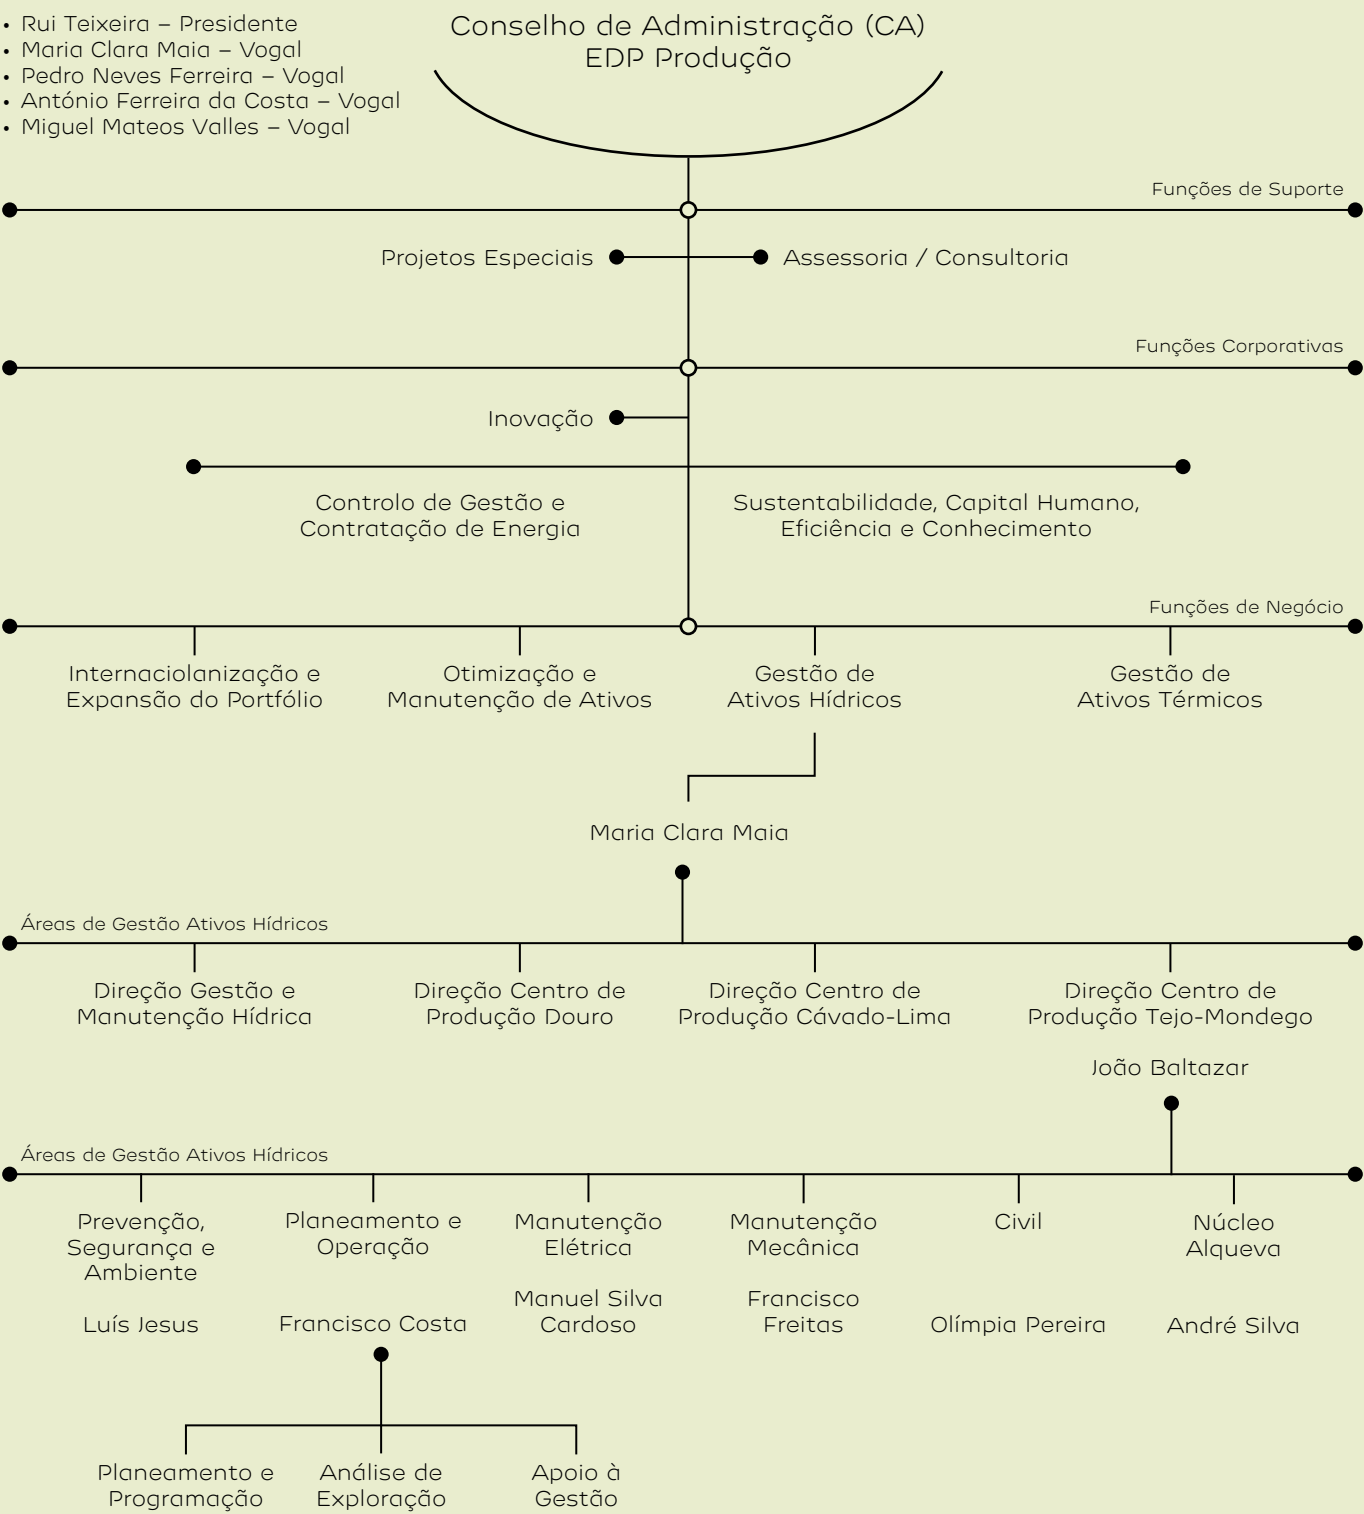 • Rui Teixeira – Presidente
• Maria Clara Maia – Vogal
• Pedro Neves Ferreira – Vogal
• António Ferreira da Costa – Vogal
• Miguel Mateos Valles – Vogal
Conselho de Administração (CA)
EDP Produção
Funções de Suporte
Projetos Especiais
Assessoria / Consultoria
Funções Corporativas
Inovação
Controlo de Gestão e
Contratação de Energia
Sustentabilidade, Capital Humano,
Eficiência e Conhecimento
Funções de Negócio
Internaciolanização e
Expansão do Portfólio
Otimização e
Manutenção de Ativos
Gestão de
Ativos Hídricos
Gestão de
Ativos Térmicos
Maria Clara Maia
Áreas de Gestão Ativos Hídricos
Direção Gestão e
Manutenção Hídrica
Direção Centro de
Produção Douro
Direção Centro de
Produção Cávado-Lima
Direção Centro de
Produção Tejo-Mondego
João Baltazar
Áreas de Gestão Ativos Hídricos
Prevenção,
Segurança e
Ambiente
Luís Jesus
Planeamento e
Operação
Francisco Costa
Manutenção
Elétrica
Manuel Silva
Cardoso
Manutenção
Mecânica
Francisco
Freitas
Civil
Olímpia Pereira
Núcleo
Alqueva
André Silva
Planeamento e
Programação
Análise de
Exploração
Apoio à
Gestão